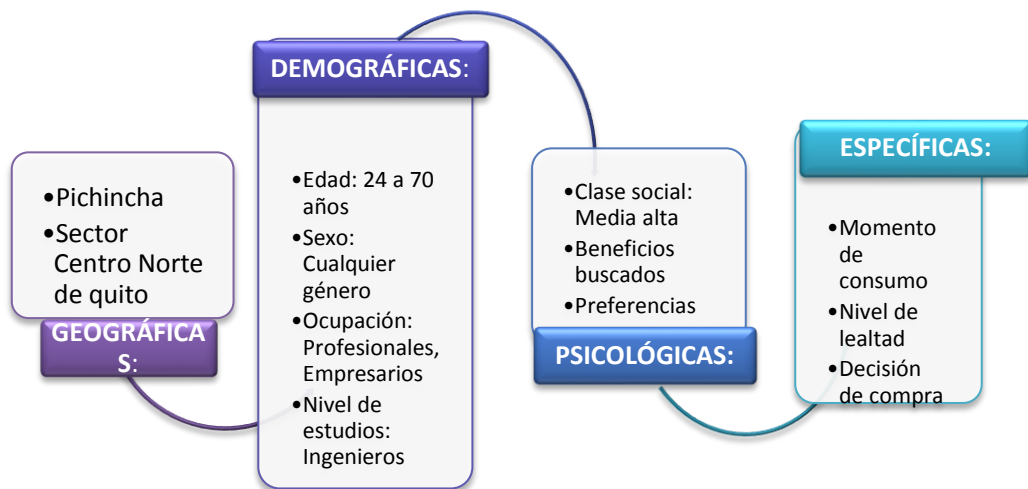 •Pichincha
•Sector
Centro Norte
de quito
GEOGRÁFICA
S:
DEMOGRÁFICAS:
•Edad: 24 a 70
años
•Sexo:
Cualquier
género
•Ocupación:
Profesionales,
Empresarios
•Nivel de
estudios:
Ingenieros
•Clase social:
Media alta
•Beneficios
buscados
•Preferencias
PSICOLÓGICAS:
ESPECÍFICAS:
•Momento
de
consumo
•Nivel de
lealtad
•Decisión
de compra